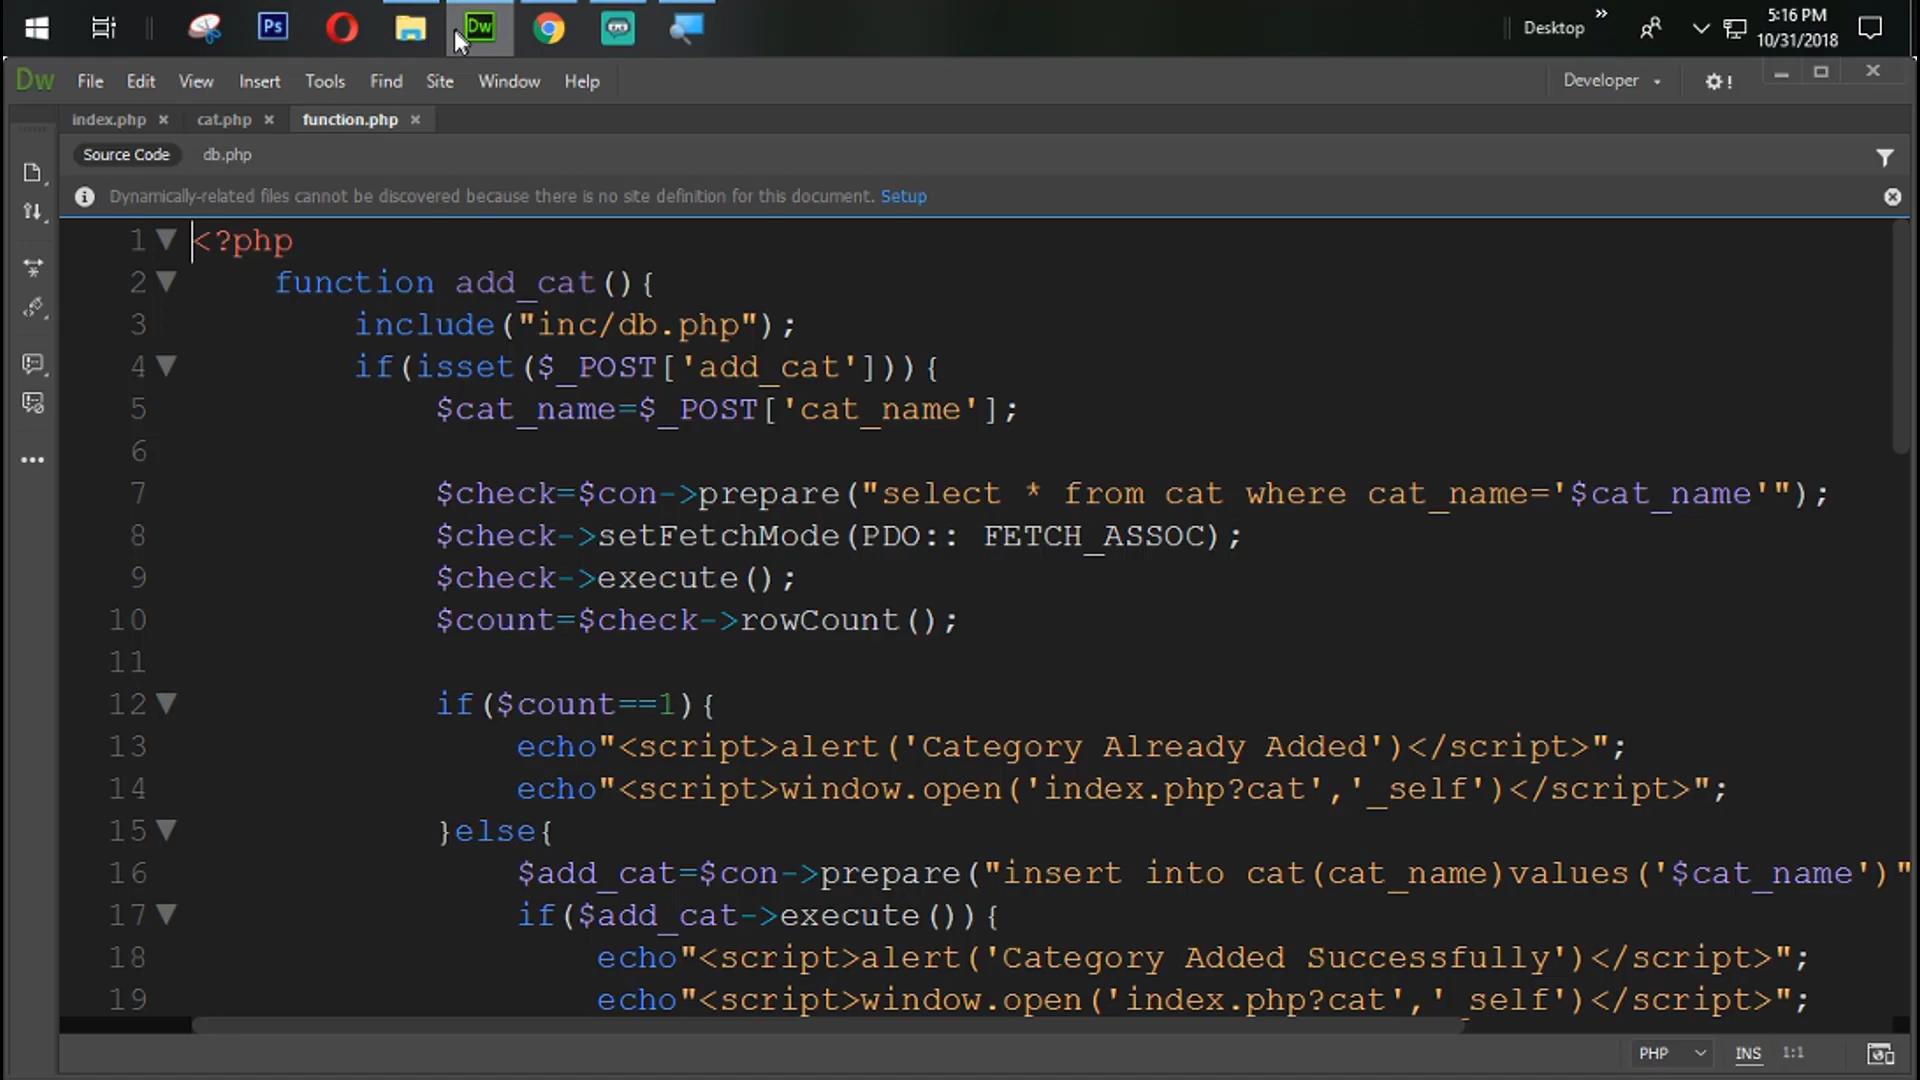 Ps
Dw
Desktop
»
5:16 PM
10/31/2018
Dw File Edit View Insert Tools Find Site Window Help
Developer
!
index.php × cat.php × function.php ×
Source Code db.php
Dynamically-related files cannot be discovered because there is no site definition for this document. Setup
1 <?php
2 function add_cat(){
3 include("inc/db.php");
4 if(isset($_POST['add_cat'])){
5 $cat_name=$_POST['cat_name'];
6
7 $check=$con->prepare("select * from cat where cat_name='$cat_name'");
8 $check->setFetchMode(PDO:: FETCH_ASSOC);
9 $check->execute();
10 $count=$check->rowCount();
11
12 if($count==1){
13 echo"<script>alert('Category Already Added')</script>";
14 echo"<script>window.open('index.php?cat','_self')</script>";
15 }else{
16 $add_cat=$con->prepare("insert into cat(cat_name)values('$cat_name')"
17 if($add_cat->execute()){
18 echo"<script>alert('Category Added Successfully')</script>";
19 echo"<script>window.open('index.php?cat','_self')</script>";
PHP INS 1:1